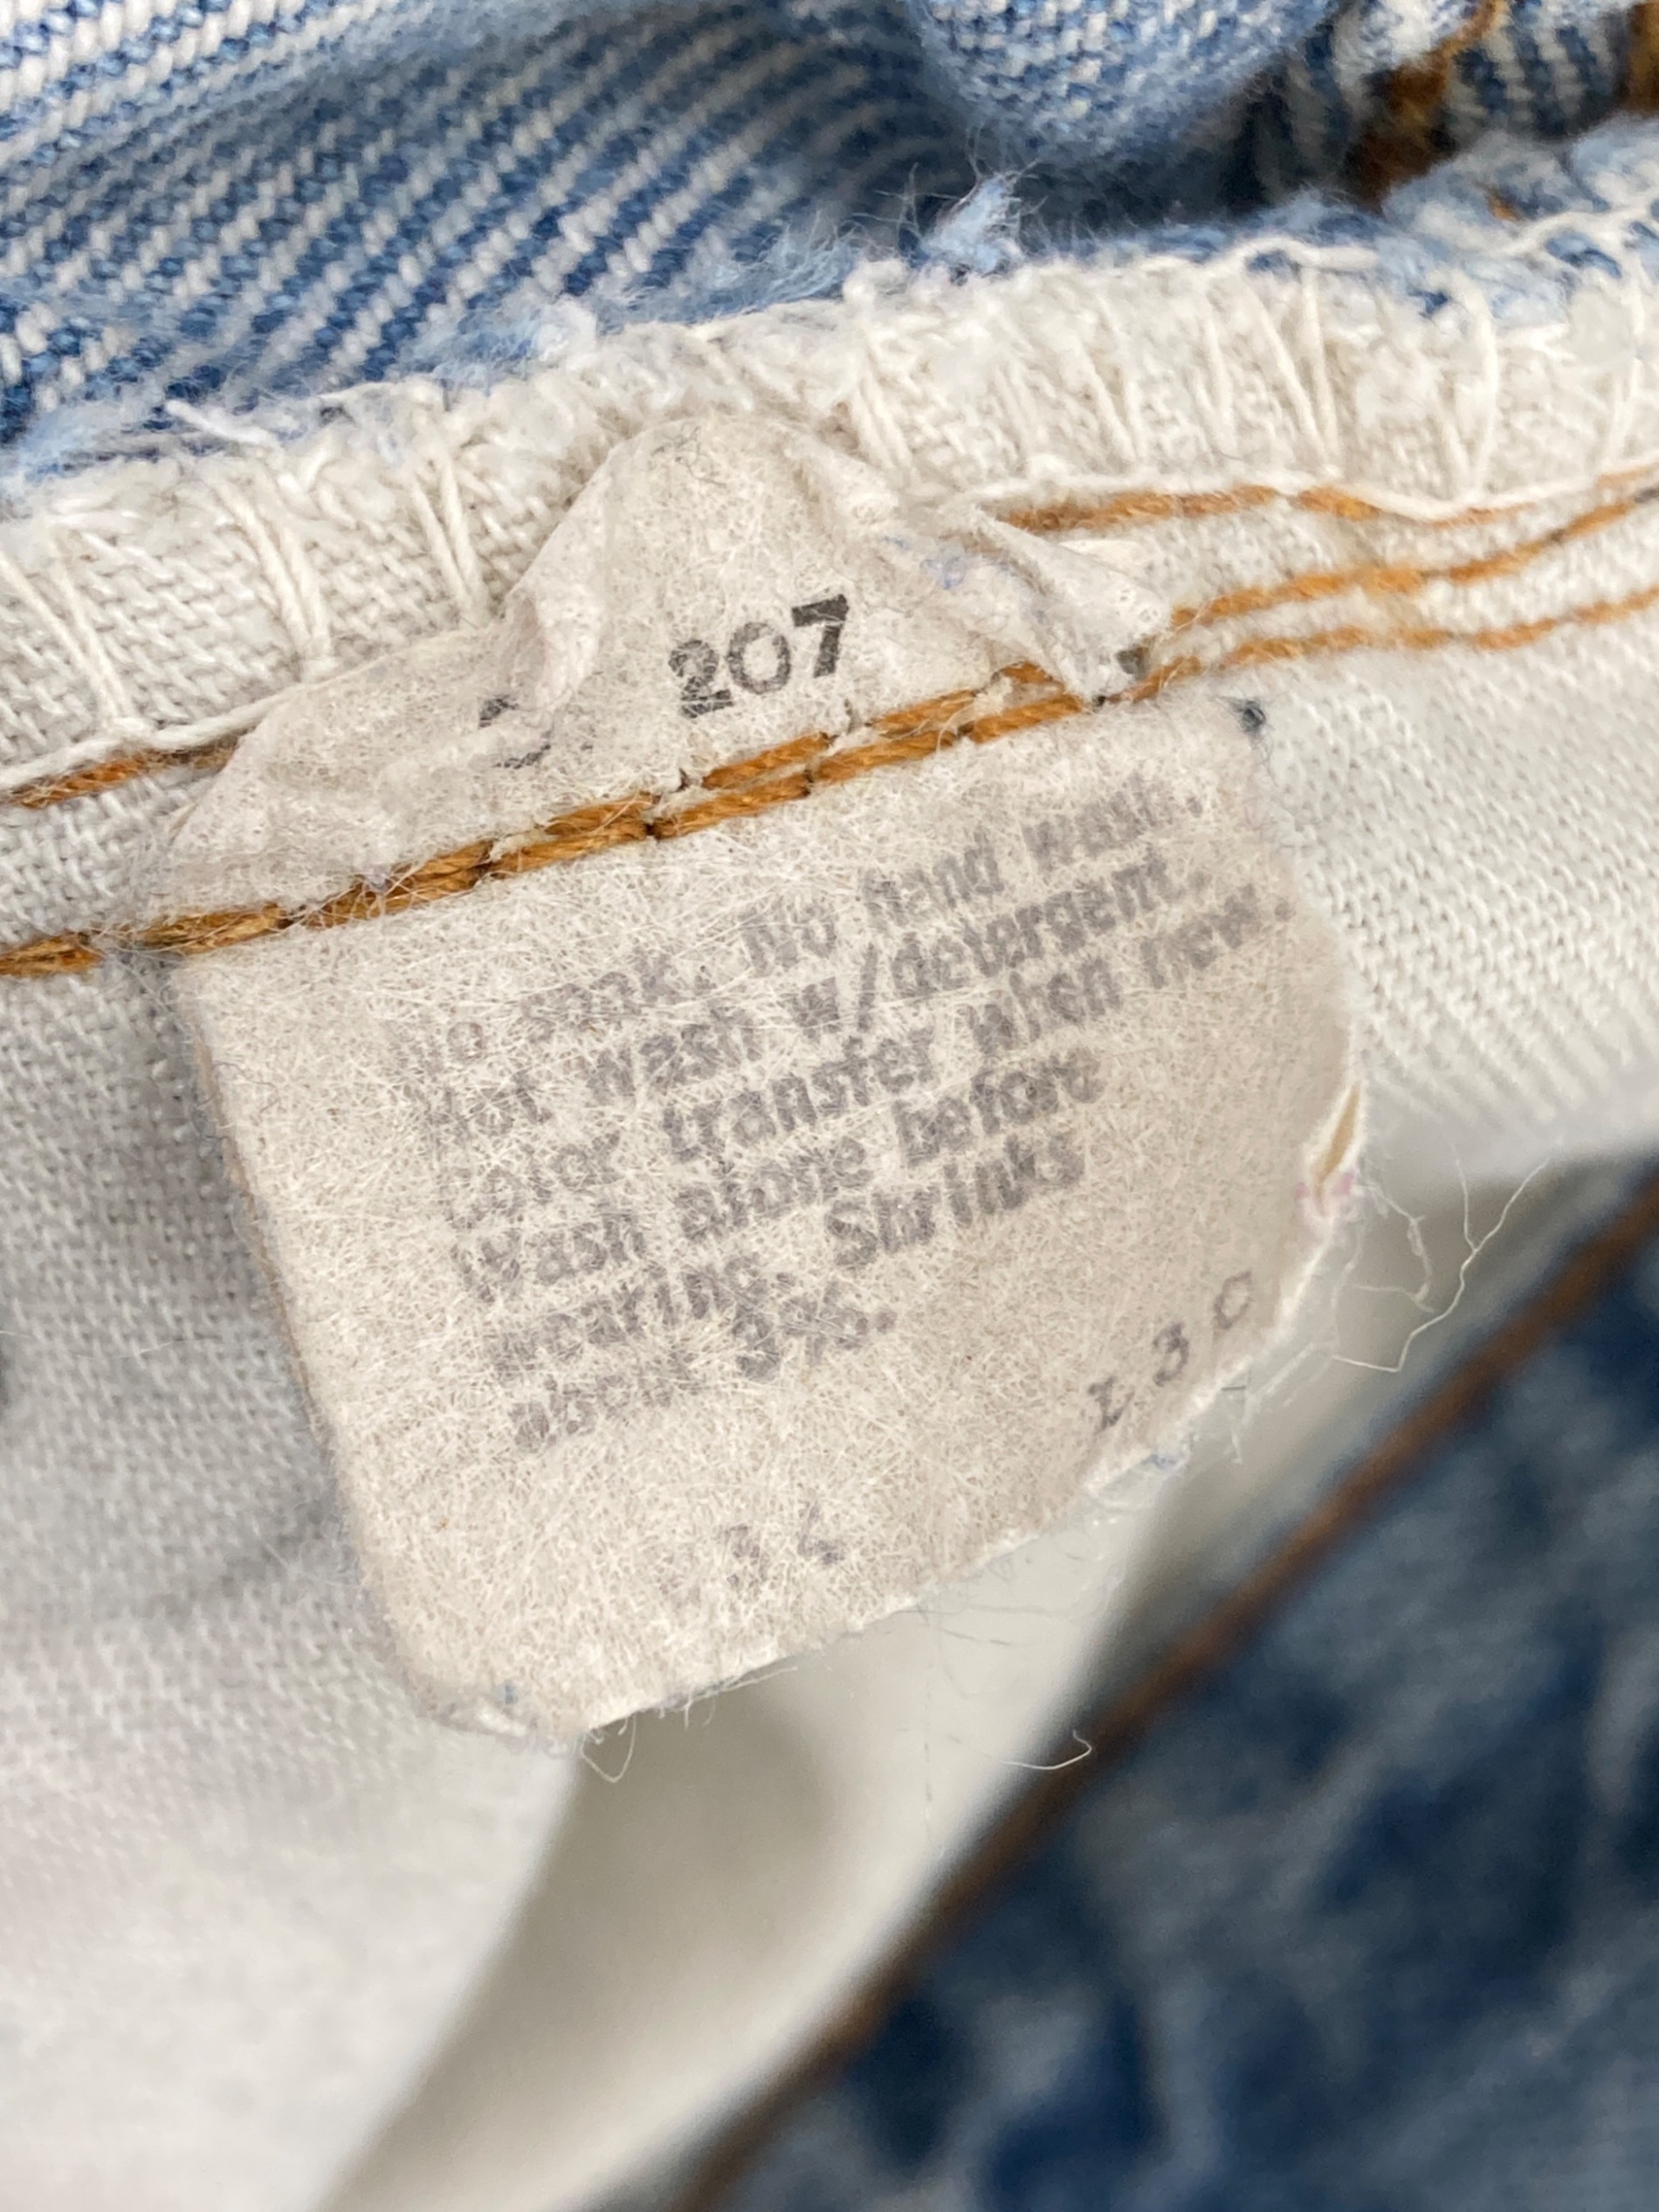 207
No soak. No hand wash.
Hot wash w/detergent.
Color transfer when new.
Wash alone before
wearing. Shrinks
about 3%.